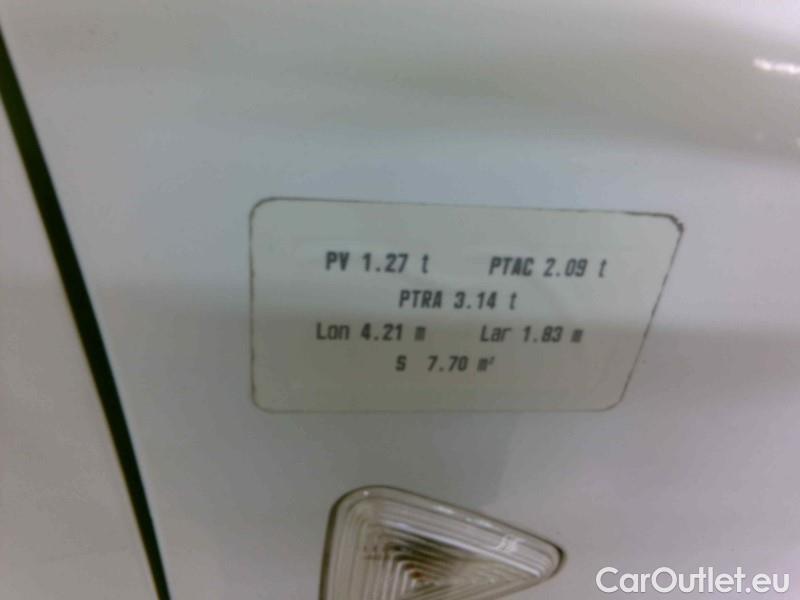 PV 1.27 t PTAC 2.09 t
PTRA 3.14 t
Lon 4.21 m Lar 1.83 m
S 7.70 m²
CarOutlet.eu